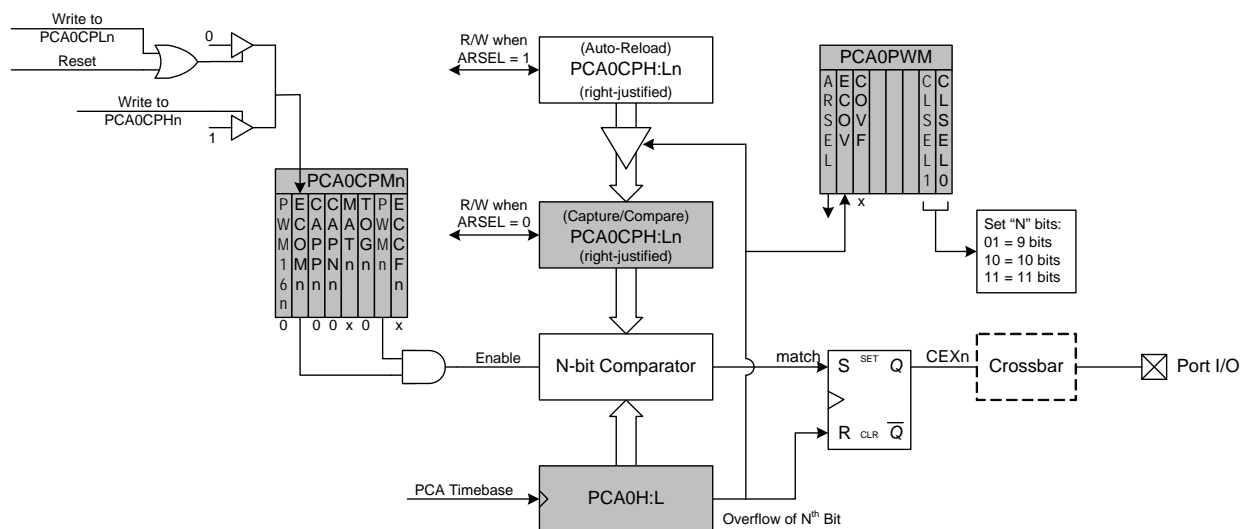 Write to
PCA0CPLn
Reset
0
Write to
PCA0CPHn
1
R/W when
ARSEL = 1
(Auto-Reload)
PCA0CPH:Ln
(right-justified)
PCA0PWM
ARSEL
ECOV
COVF
CLSEL1
CLSEL0
x
PCA0CPMn
PWM16n
ECOMn
CAPPn
CAPNn
MATn
TOGn
PWMn
ECCFn
0 0 0 x 0 x
R/W when
ARSEL = 0
(Capture/Compare)
PCA0CPH:Ln
(right-justified)
Set “N” bits:
01 = 9 bits
10 = 10 bits
11 = 11 bits
Enable
N-bit Comparator
match
S SET Q
R CLR Q
CEXn
Crossbar
Port I/O
PCA Timebase
PCA0H:L
Overflow of Nth Bit